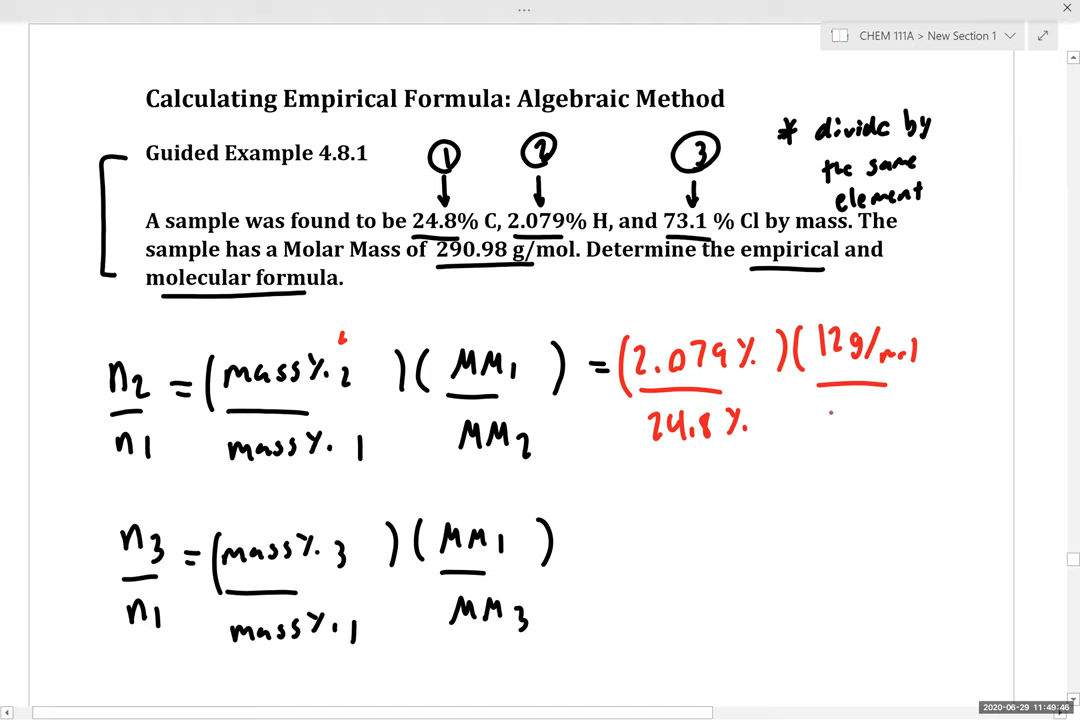 CHEM 111A > New Section 1
Calculating Empirical Formula: Algebraic Method
* divide by
the same
element
Guided Example 4.8.1
1 2 3
A sample was found to be 24.8% C, 2.079% H, and 73.1 % Cl by mass. The
sample has a Molar Mass of 290.98 g/mol. Determine the empirical and
molecular formula.
n2 = (mass%. 2 )( MM1 ) = (2.079% )( 12g/mol
n1 mass%. 1 MM2 24.8%.
n3 = (mass%. 3 )( MM1 )
n1 mass%. 1 MM3
2020-06-29 11:49:46